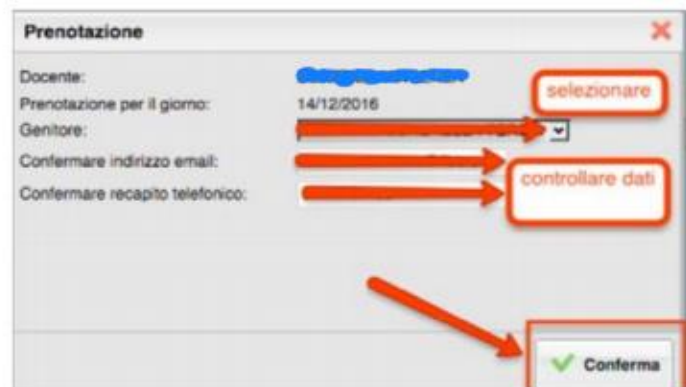 Prenotazione
Docente:
Prenotazione per il giorno: 14/12/2016
selezionare
Genitore:
Confermare indirizzo email:
controllare dati
Confermare recapito telefonico:
Conferma